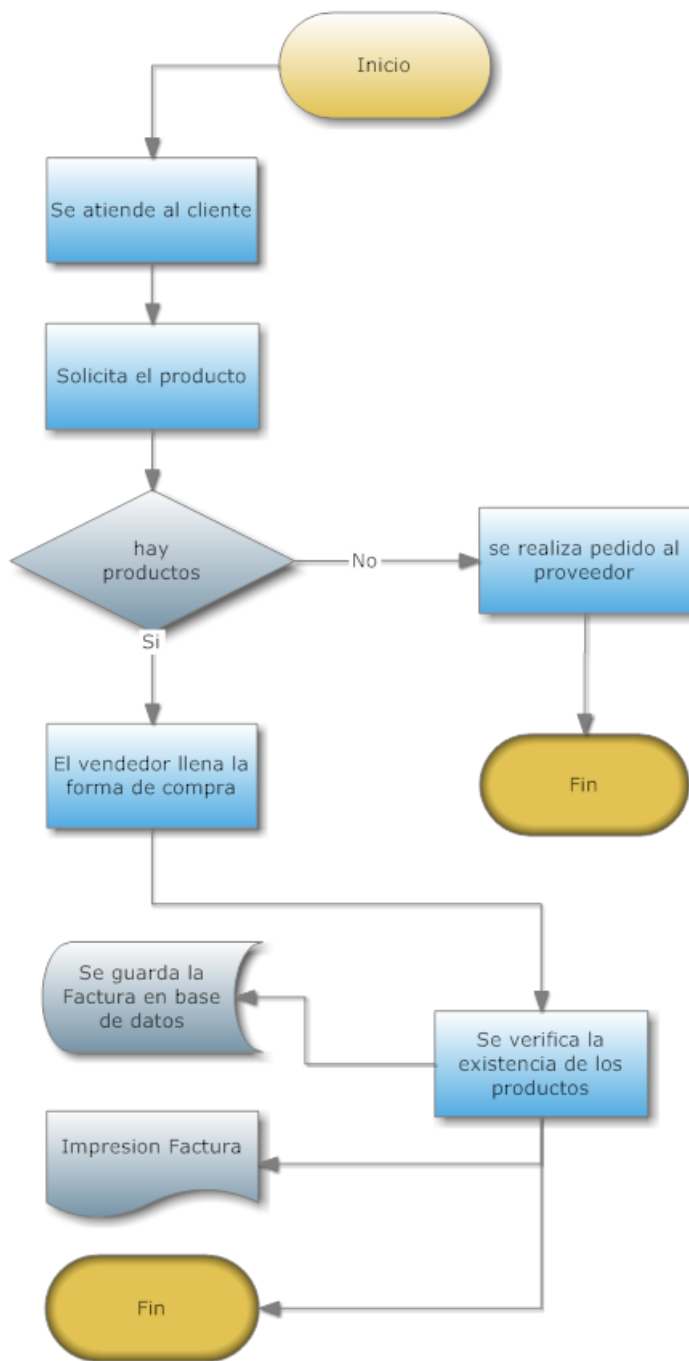 Inicio
Se atiende al cliente
Solicita el producto
hay
productos
No
se realiza pedido al
proveedor
Si
El vendedor llena la
forma de compra
Fin
Se guarda la
Factura en base
de datos
Se verifica la
existencia de los
productos
Impresion Factura
Fin